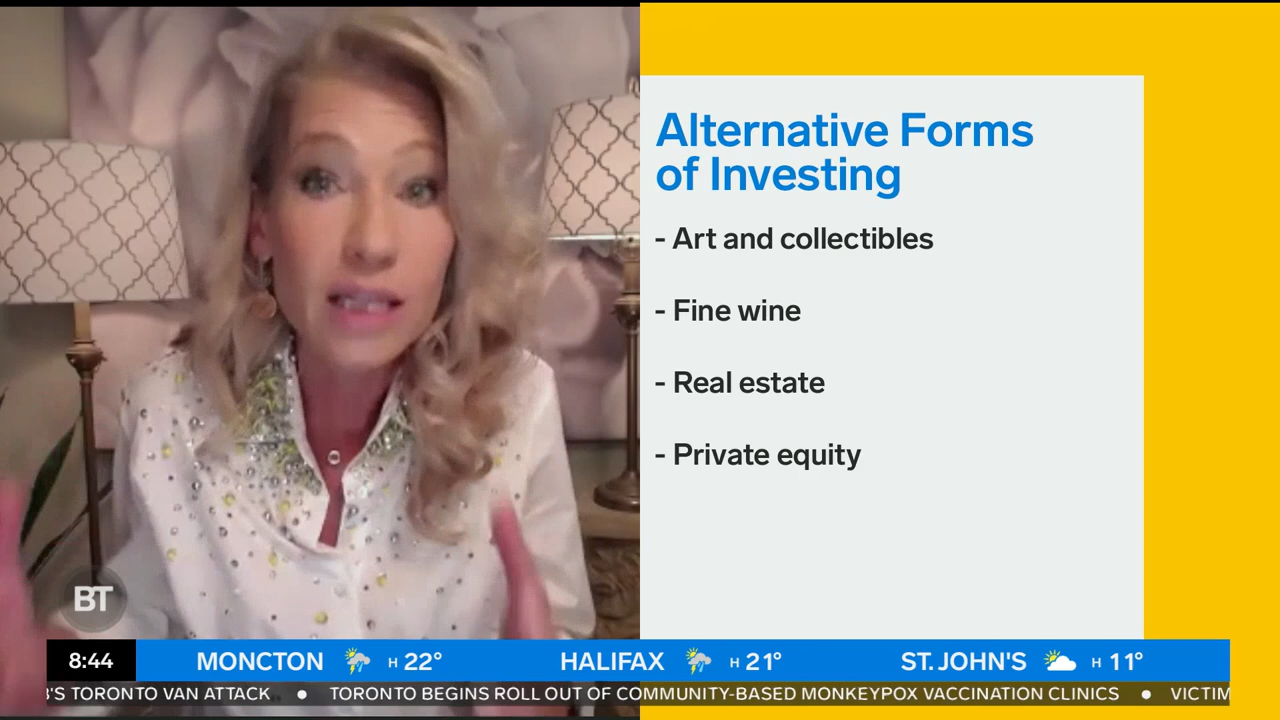 Alternative Forms
of Investing
- Art and collectibles
- Fine wine
- Real estate
- Private equity
BT
8:44 MONCTON H 22° HALIFAX H 21° ST. JOHN'S H 11°
'S TORONTO VAN ATTACK • TORONTO BEGINS ROLL OUT OF COMMUNITY-BASED MONKEYPOX VACCINATION CLINICS • VICTIM